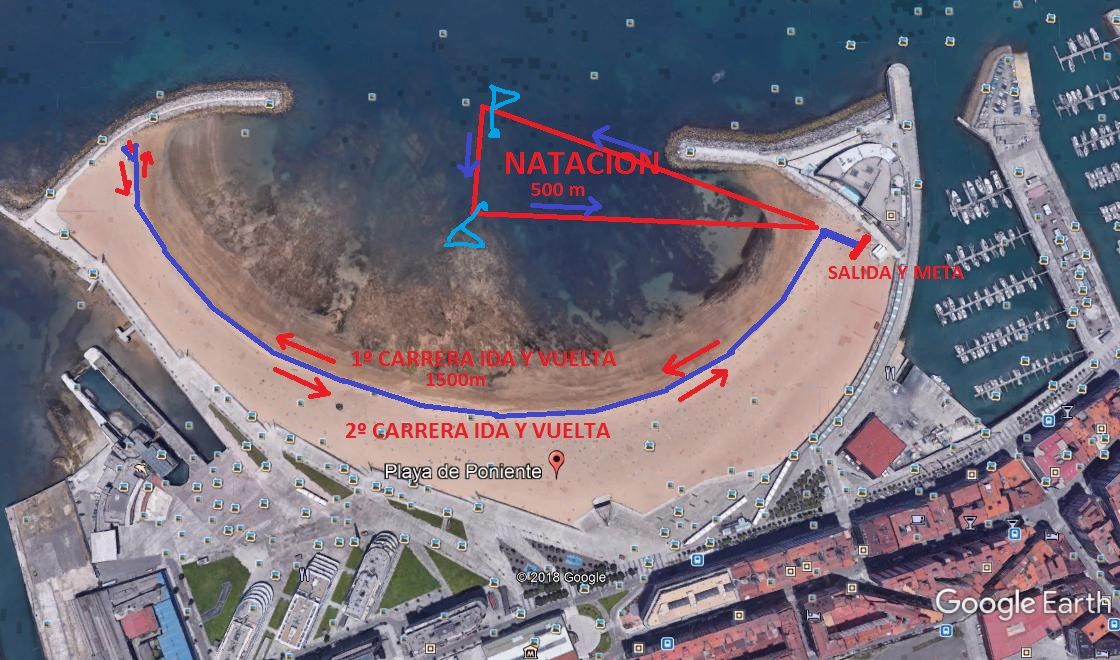 NATACION
500 m
SALIDA Y META
1º CARRERA IDA Y VUELTA
1500m
2º CARRERA IDA Y VUELTA
Playa de Poniente
© 2018 Google
Google Earth